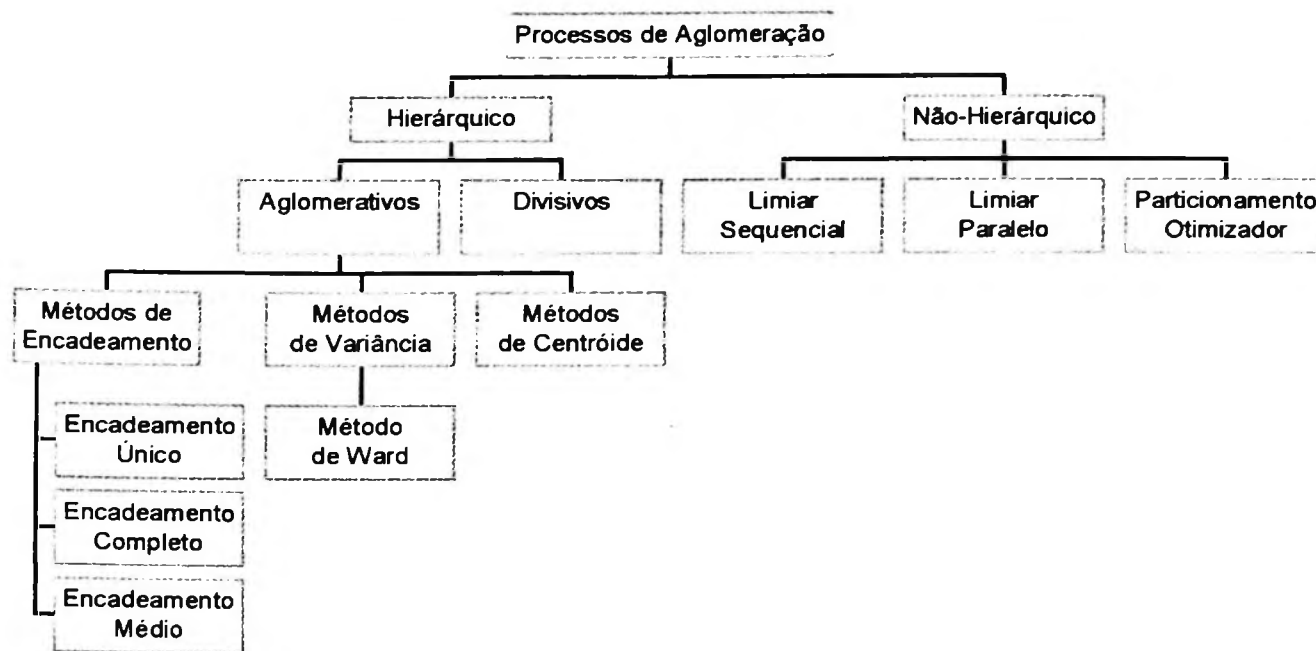 Processos de Aglomeração
Hierárquico
Não-Hierárquico
Aglomerativos
Divisivos
Limiar
Sequencial
Limiar
Paralelo
Particionamento
Otimizador
Métodos de
Encadeamento
Métodos
de Variância
Métodos
de Centróide
Encadeamento
Único
Método
de Ward
Encadeamento
Completo
Encadeamento
Médio